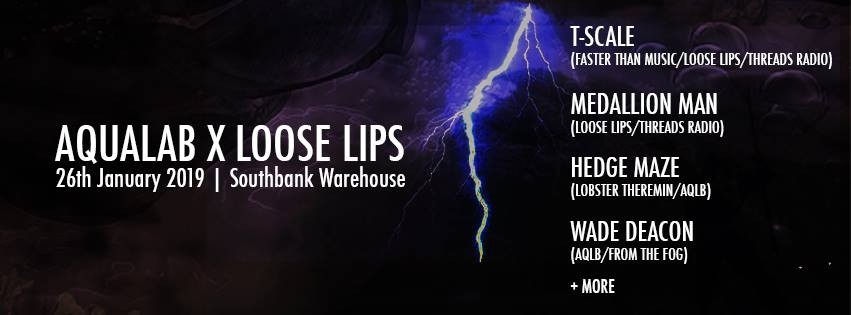 AQUALAB X LOOSE LIPS
26th January 2019 | Southbank Warehouse
T-SCALE
(FASTER THAN MUSIC/LOOSE LIPS/THREADS RADIO)
MEDALLION MAN
(LOOSE LIPS/THREADS RADIO)
HEDGE MAZE
(LOBSTER THEREMIN/AQLB)
WADE DEACON
(AQLB/FROM THE FOG)
+ MORE